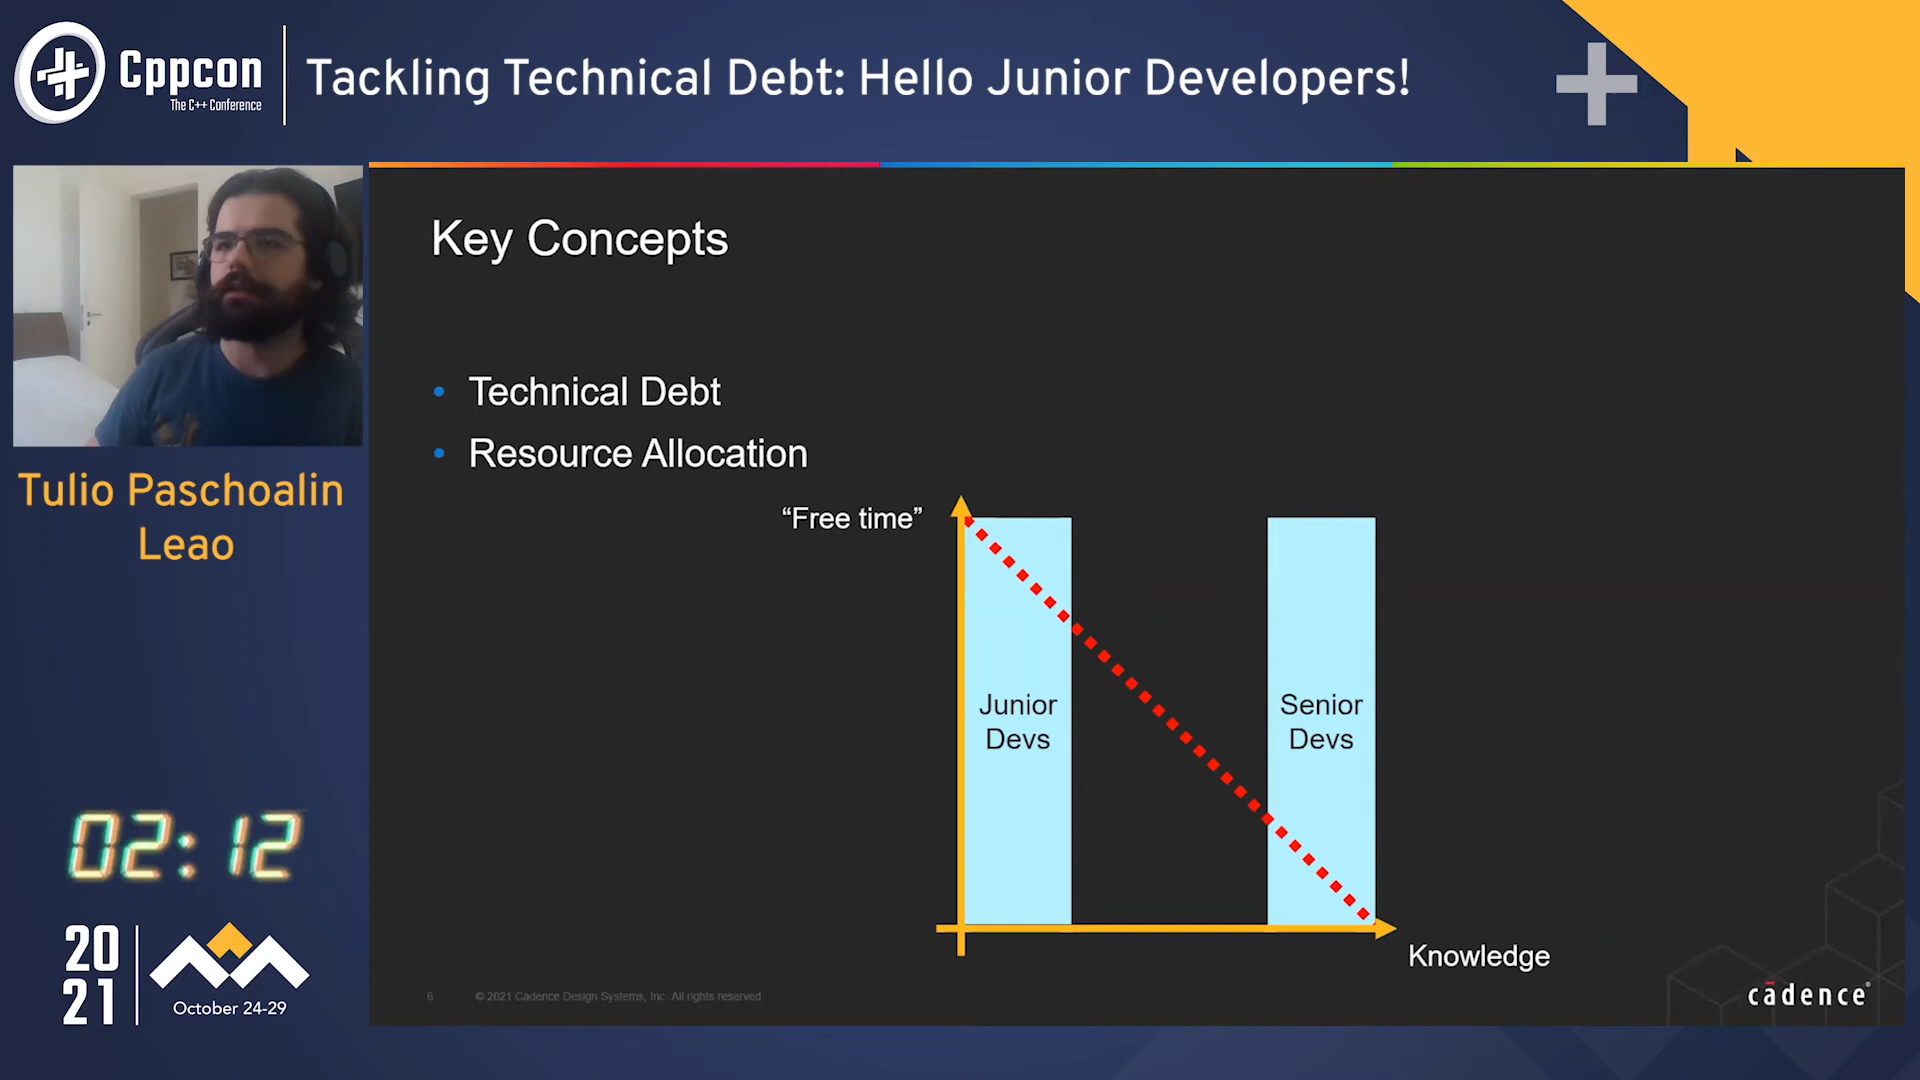 Cppcon
The C++ Conference
Tackling Technical Debt: Hello Junior Developers!
Tulio Paschoalin
Leao
02:12
20
21
October 24-29
Key Concepts
• Technical Debt
• Resource Allocation
“Free time”
Junior
Devs
Senior
Devs
Knowledge
6
© 2021 Cadence Design Systems, Inc. All rights reserved.
cādence®